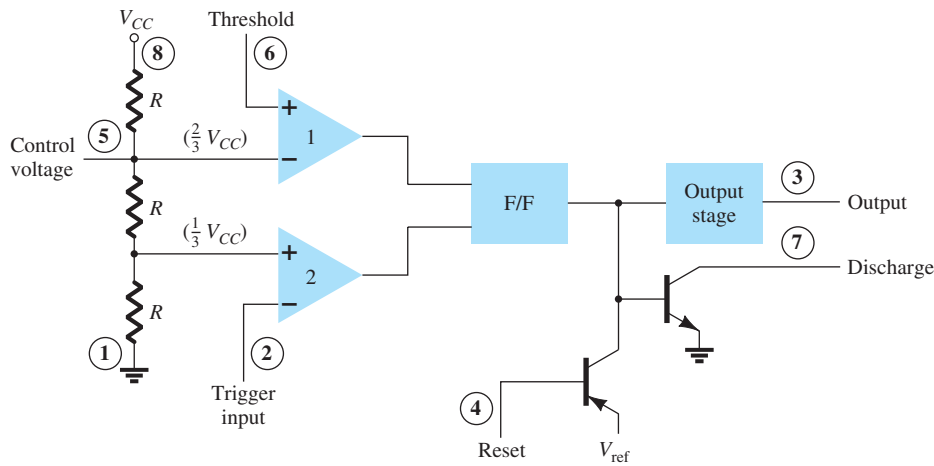 V_CC
8
Threshold
6
R
5
Control
voltage
(2/3 V_CC)
+
−
1
R
(1/3 V_CC)
+
−
2
R
1
2
Trigger
input
F/F
Output
stage
3
Output
7
Discharge
4
Reset
V_ref